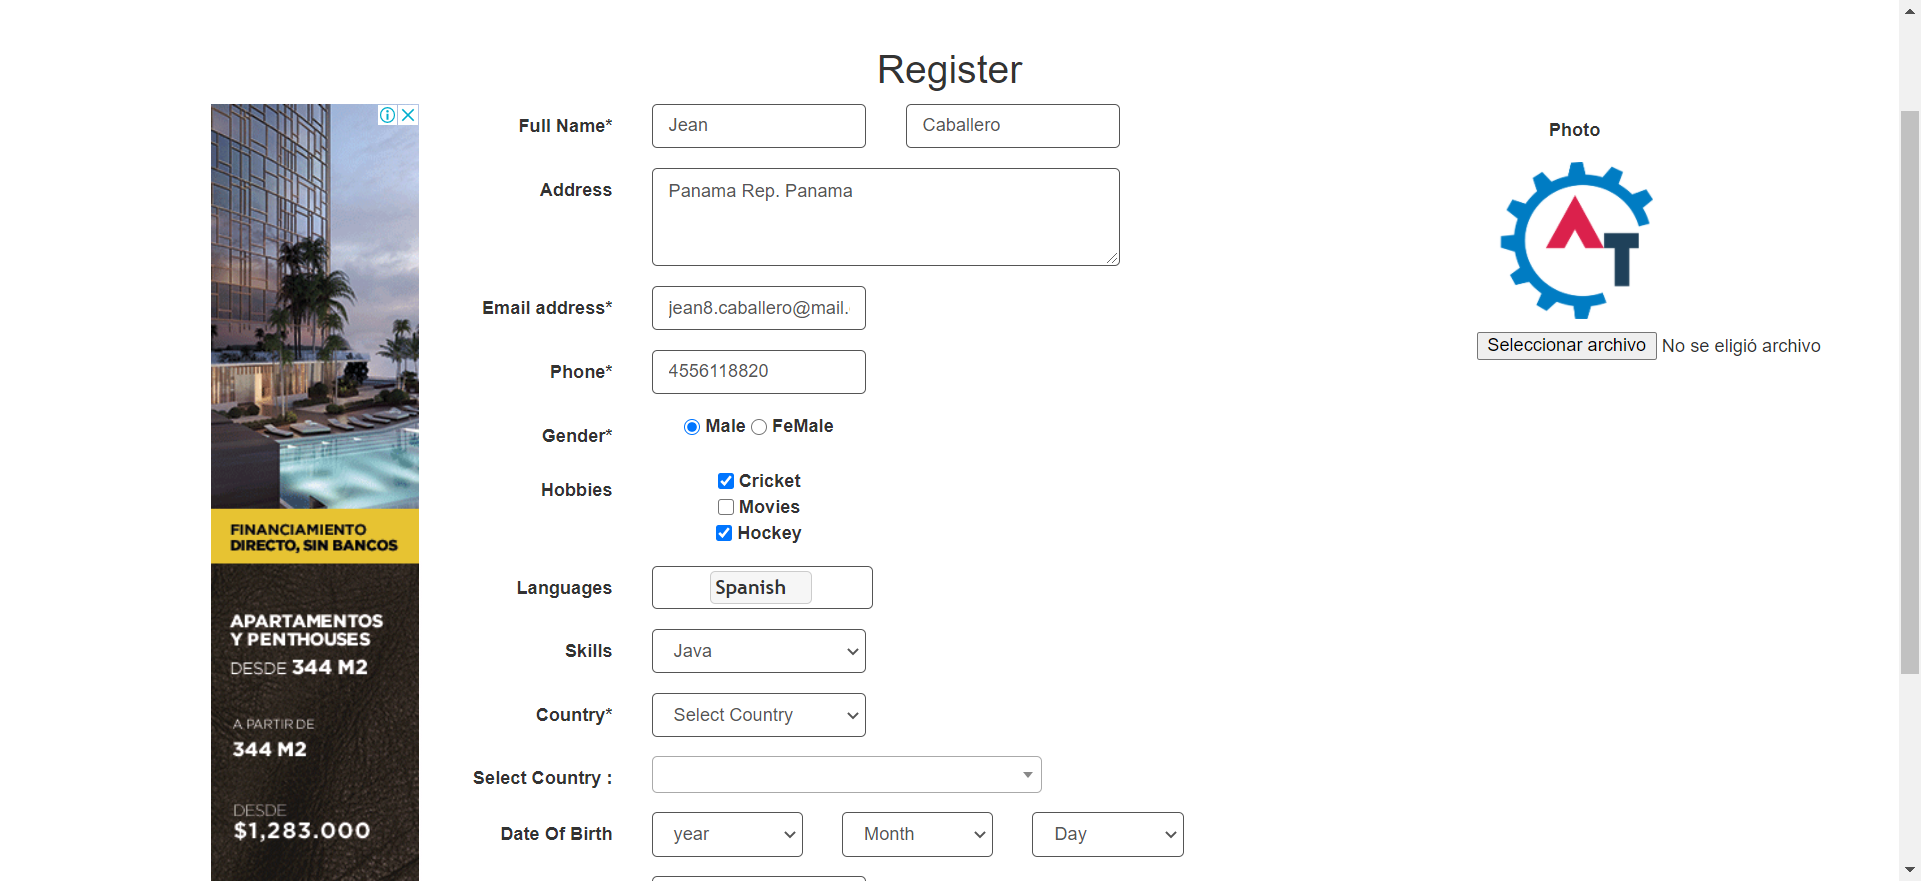 Register
Full Name*
Jean
Caballero
Address
Panama Rep. Panama
Email address*
jean8.caballero@mail.
Phone*
4556118820
Gender*
Male
FeMale
Hobbies
Cricket
Movies
Hockey
Languages
Spanish
Skills
Java
Country*
Select Country
Select Country :
Date Of Birth
year
Month
Day
Photo
AT
Seleccionar archivo
No se eligió archivo
FINANCIAMIENTO
DIRECTO, SIN BANCOS
APARTAMENTOS
Y PENTHOUSES
DESDE 344 M2
A PARTIR DE
344 M2
DESDE
$1,283.000